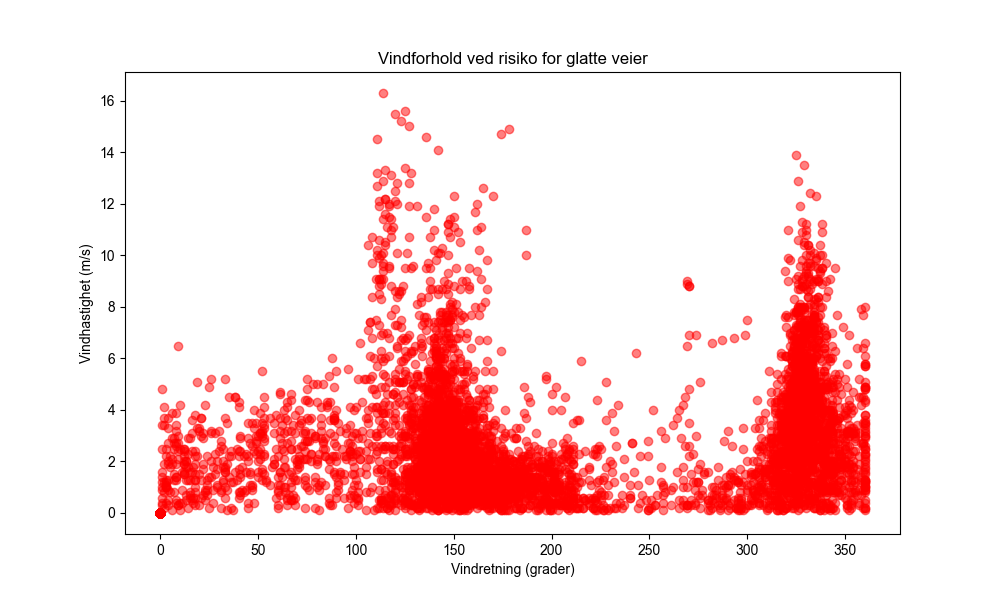 Vindforhold ved risiko for glatte veier
Vindhastighet (m/s)
16
14
12
10
8
6
4
2
0
0 50 100 150 200 250 300 350
Vindretning (grader)